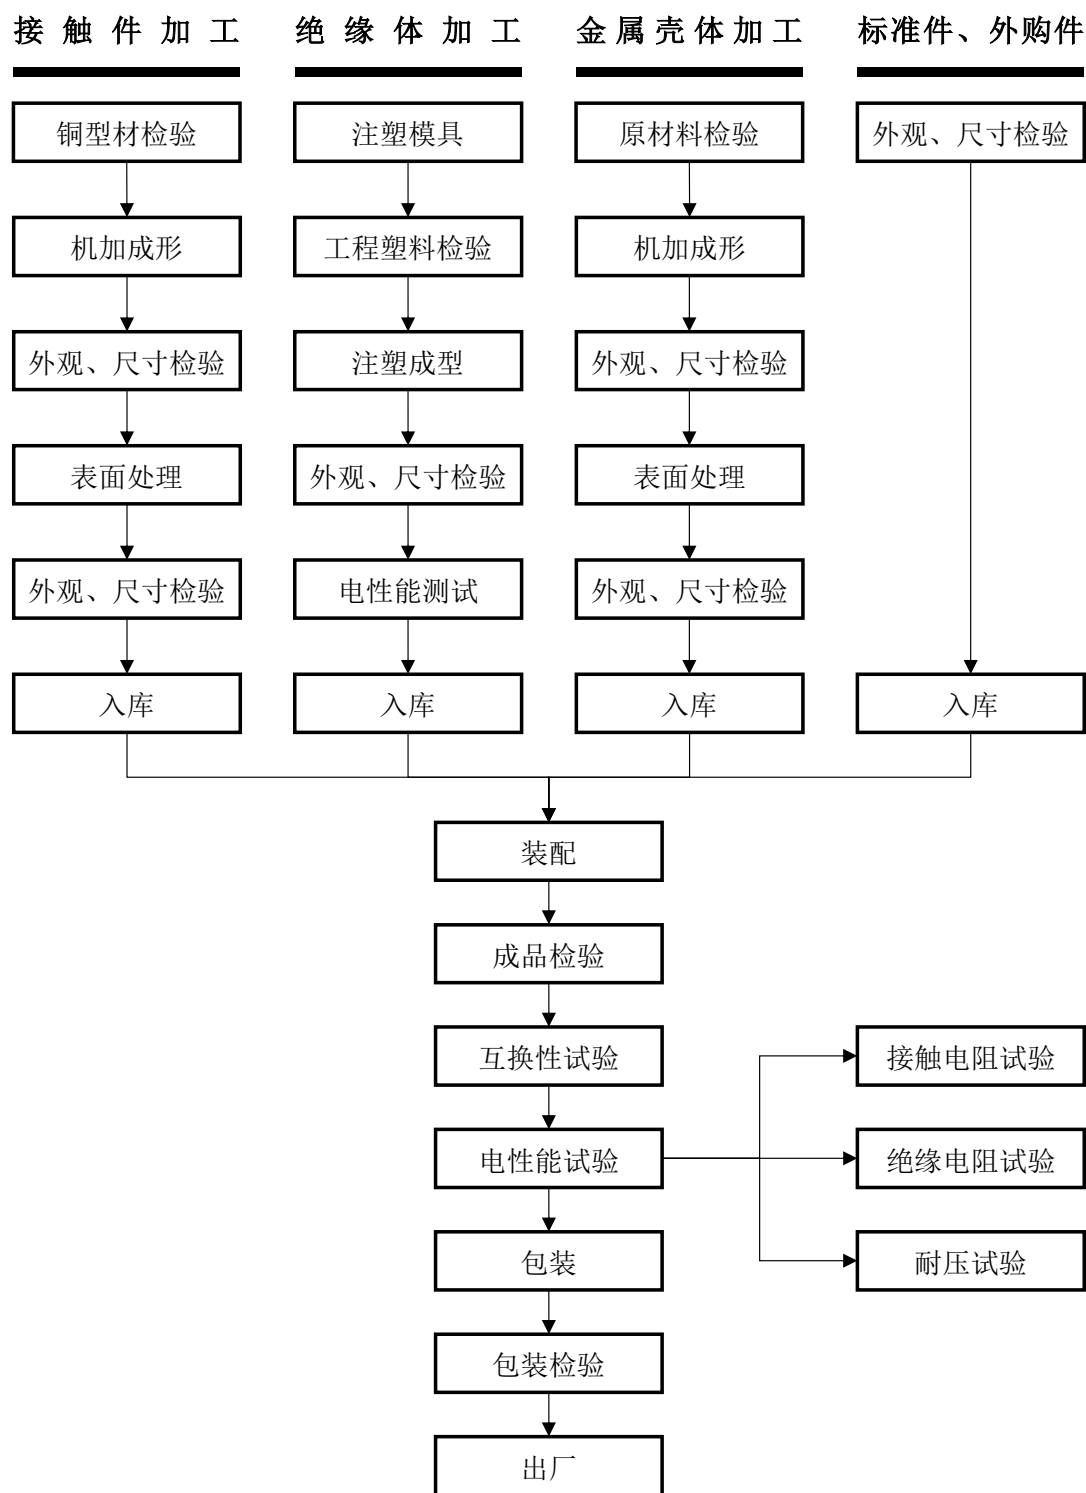 接触件加工
绝缘体加工
金属壳体加工
标准件、外购件
铜型材检验
注塑模具
原材料检验
外观、尺寸检验
机加成形
工程塑料检验
机加成形
外观、尺寸检验
注塑成型
外观、尺寸检验
表面处理
外观、尺寸检验
表面处理
外观、尺寸检验
电性能测试
外观、尺寸检验
入库
入库
入库
入库
装配
成品检验
互换性试验
接触电阻试验
电性能试验
绝缘电阻试验
包装
耐压试验
包装检验
出厂